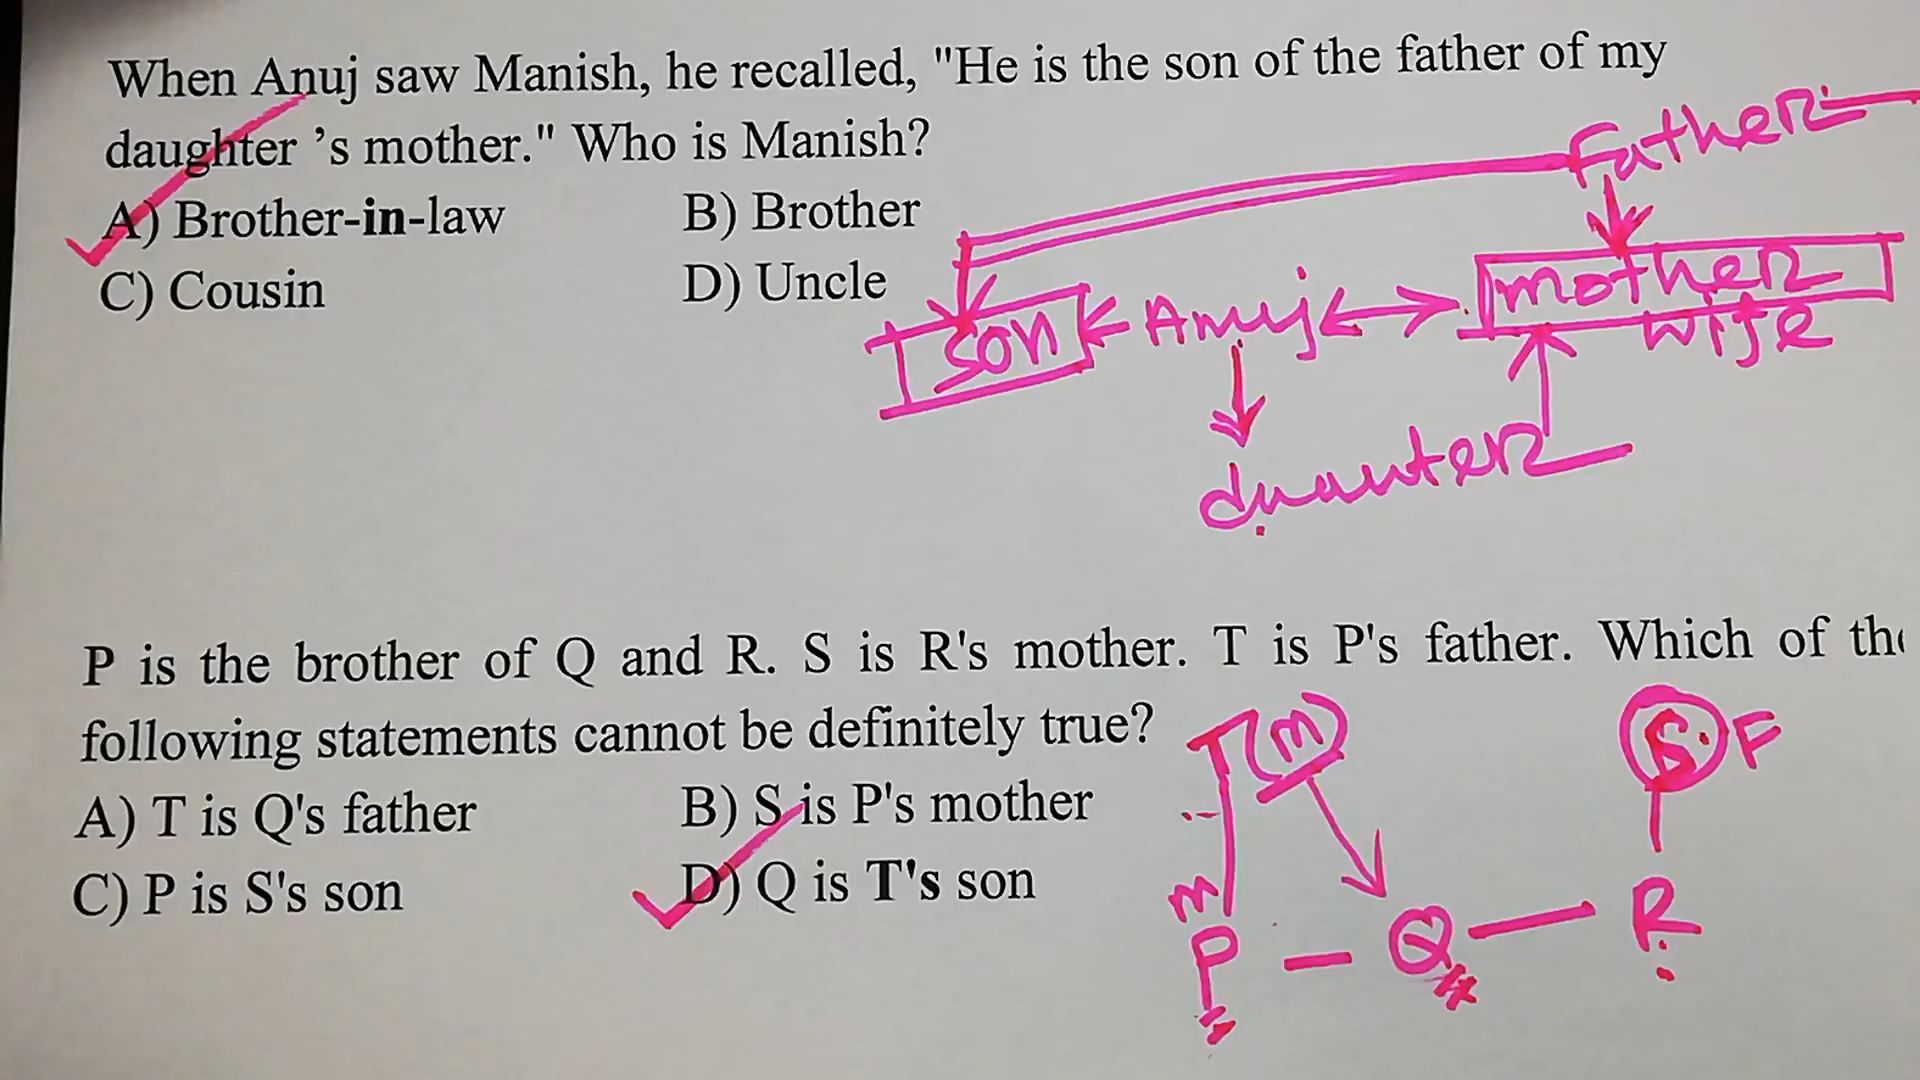 When Anuj saw Manish, he recalled, "He is the son of the father of my
daughter ’s mother." Who is Manish?
A) Brother-in-law B) Brother
C) Cousin D) Uncle
Father
son Anuj mother
wife
P is the brother of Q and R. S is R's mother. T is P's father. Which of the
following statements cannot be definitely true?
A) T is Q's father B) S is P's mother
C) P is S's son D) Q is T's son
T (m) S F
m
P - Q - R